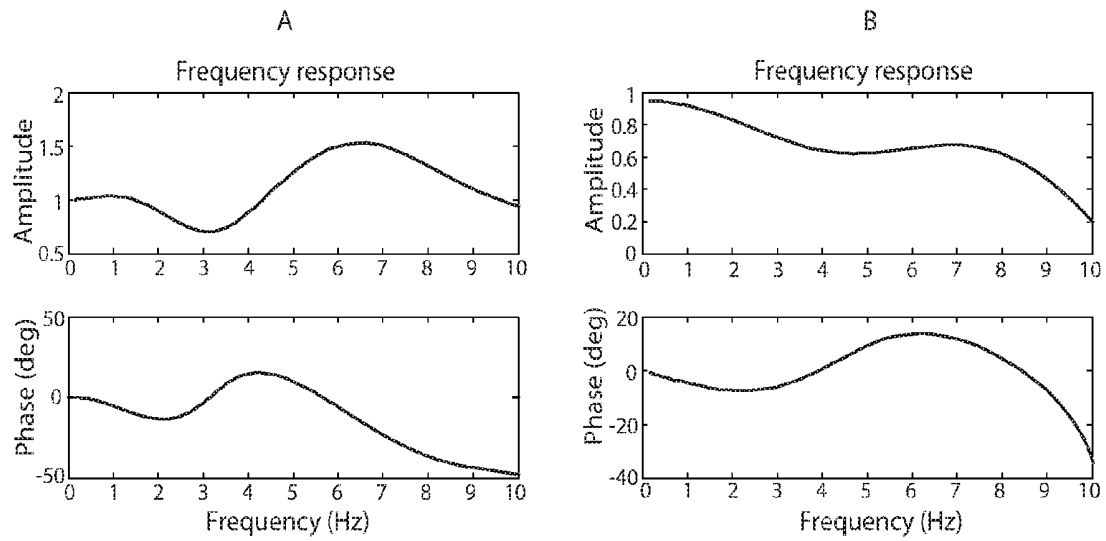 A
Frequency response
Amplitude
2
1.5
1
0.5
0 1 2 3 4 5 6 7 8 9 10
Phase (deg)
50
0
-50
0 1 2 3 4 5 6 7 8 9 10
Frequency (Hz)
B
Frequency response
Amplitude
1
0.8
0.6
0.4
0.2
0
0 1 2 3 4 5 6 7 8 9 10
Phase (deg)
20
0
-20
-40
0 1 2 3 4 5 6 7 8 9 10
Frequency (Hz)